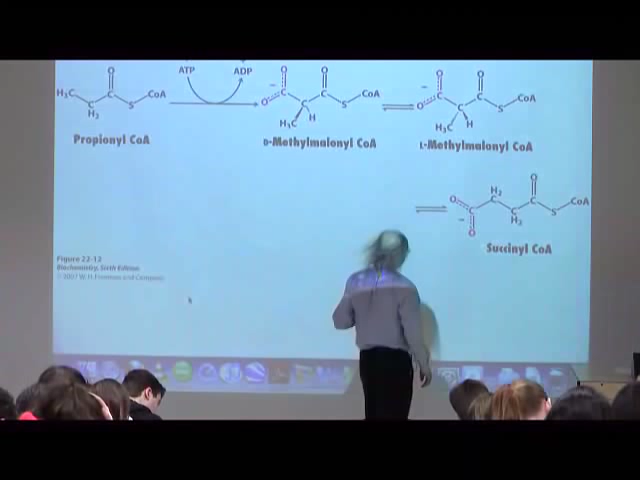 ATP ADP
H₃C C H₂ O S CoA
Propionyl CoA
O O C O S CoA H₃C H
D-Methylmalonyl CoA
O O C O C S CoA H₃C H
L-Methylmalonyl CoA
O C O H₂ C C H₂ O C S CoA
Succinyl CoA
Figure 22-12
Biochemistry, Sixth Edition
© 2007 W. H. Freeman and Company